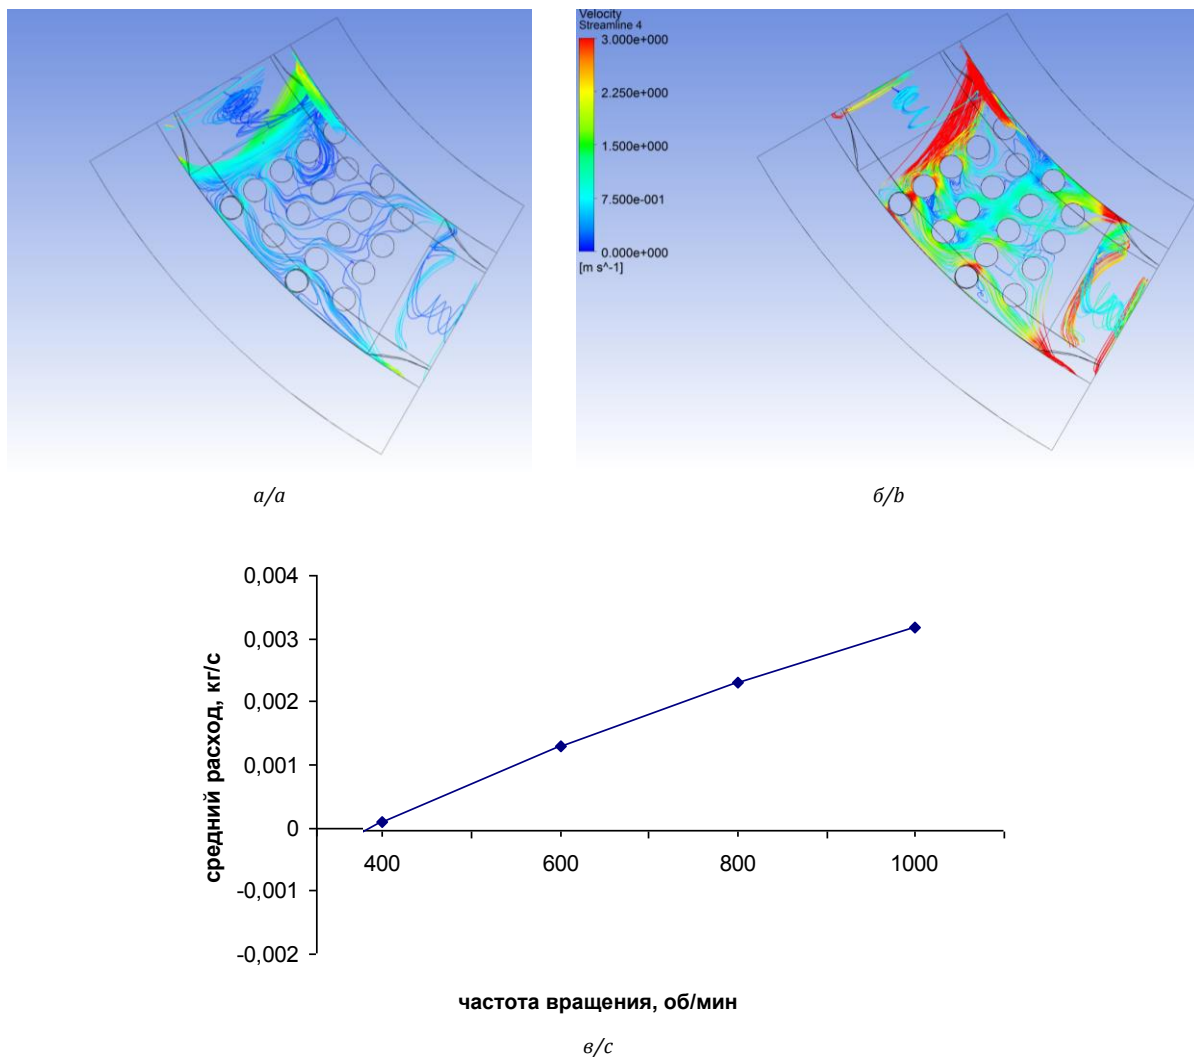 Velocity
Streamline 4
3.000e+000
2.250e+000
1.500e+000
7.500e-001
0.000e+000
[m s^-1]
а/a
б/b
0,004
0,003
0,002
0,001
0
-0,001
-0,002
средний расход, кг/с
400 600 800 1000
частота вращения, об/мин
в/c